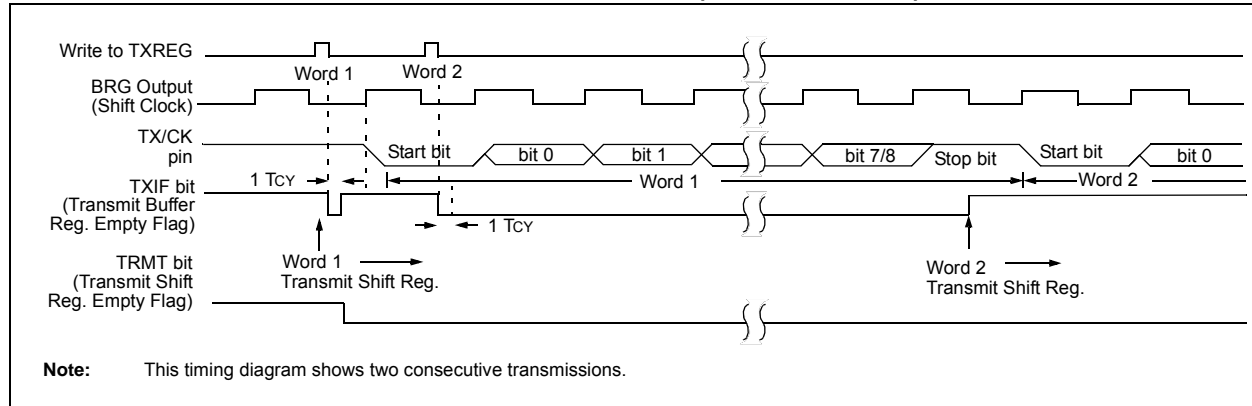 Write to TXREG
Word 1 Word 2
BRG Output
(Shift Clock)
TX/CK
pin
Start bit bit 0 bit 1 bit 7/8 Stop bit Start bit bit 0
1 TCY Word 1 Word 2
TXIF bit
(Transmit Buffer
Reg. Empty Flag)
1 TCY
TRMT bit
(Transmit Shift
Reg. Empty Flag)
Word 1
Transmit Shift Reg.
Word 2
Transmit Shift Reg.
Note: This timing diagram shows two consecutive transmissions.